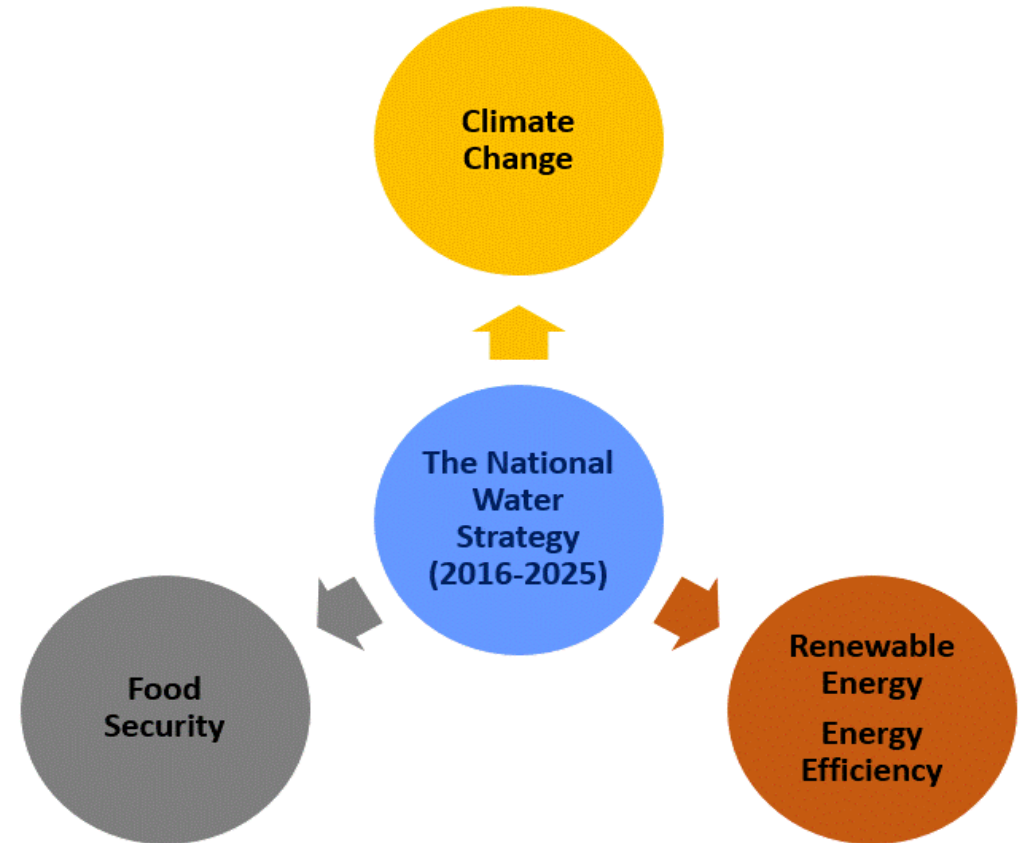 Climate
Change
The National
Water
Strategy
(2016-2025)
Food
Security
Renewable
Energy
Energy
Efficiency